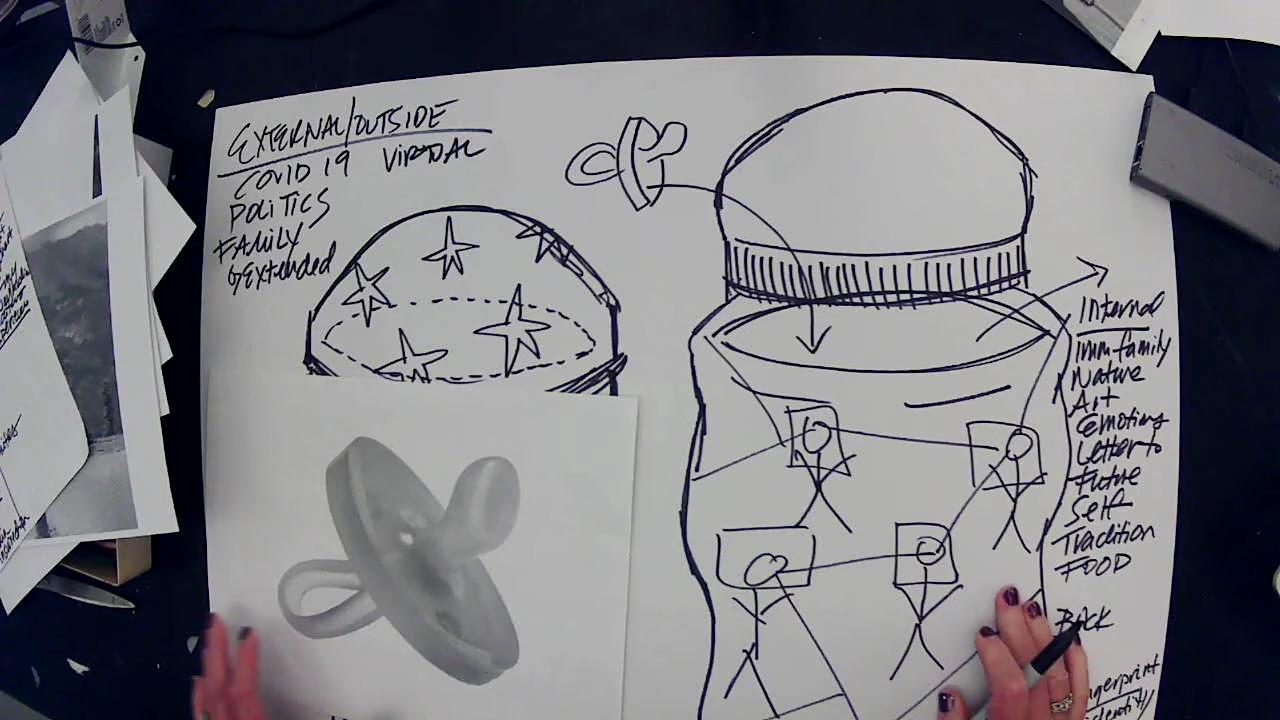 EXTERNAL/OUTSIDE
COVID 19 VIRTUAL
POLITICS
FAMILY
Extended
Internal
Imm family
Nature
Art
emoting
Letter to
Future
Self
Tradition
FOOD
BACK